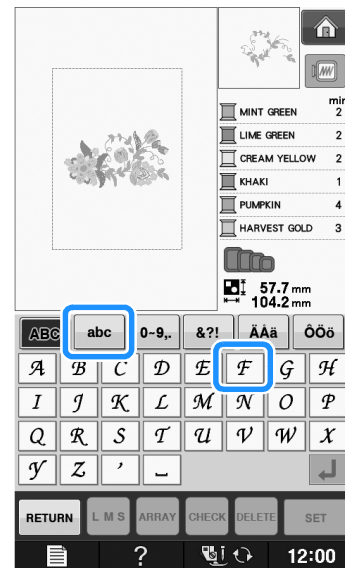 min
MINT GREEN 2
LIME GREEN 2
CREAM YELLOW 2
KHAKI 1
PUMPKIN 4
HARVEST GOLD 3
57.7 mm
104.2 mm
ABC abc 0~9,. &?! ÄÅä ÔÖö
A B C D E F G H
I J K L M N O P
Q R S T U V W X
Y Z ' _
RETURN L M S ARRAY CHECK DELETE SET
? 12:00